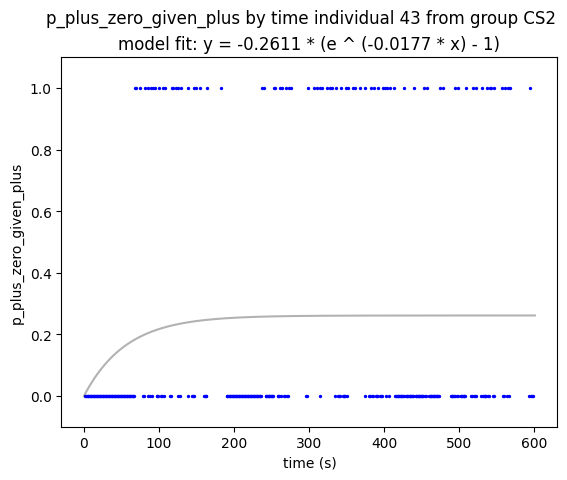 p_plus_zero_given_plus by time individual 43 from group CS2
model fit: y = -0.2611 * (e ^ (-0.0177 * x) - 1)
p_plus_zero_given_plus
1.0
0.8
0.6
0.4
0.2
0.0
0 100 200 300 400 500 600
time (s)